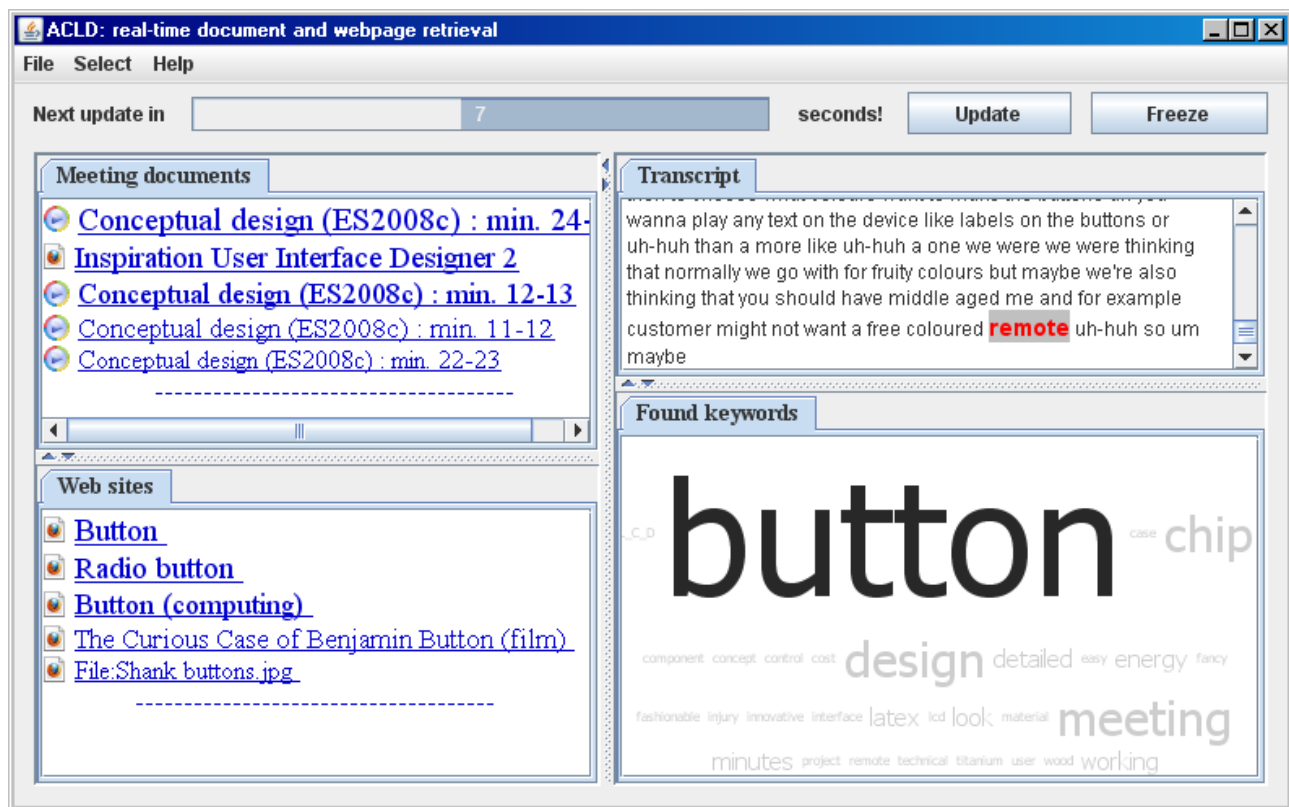 ACLD: real-time document and webpage retrieval
File Select Help
Next update in 7 seconds! Update Freeze
Meeting documents
Conceptual design (ES2008c) : min. 24-
Inspiration User Interface Designer 2
Conceptual design (ES2008c) : min. 12-13
Conceptual design (ES2008c) : min. 11-12
Conceptual design (ES2008c) : min. 22-23
-----------------------------------
Web sites
Button
Radio button
Button (computing)
The Curious Case of Benjamin Button (film)
File:Shank buttons.jpg
-----------------------------------
Transcript
wanna play any text on the device like labels on the buttons or
uh-huh than a more like uh-huh a one we were we were thinking
that normally we go with for fruity colours but maybe we're also
thinking that you should have middle aged me and for example
customer might not want a free coloured remote uh-huh so um
maybe
Found keywords
_C_D button case chip
component concept control cost design detailed easy energy fancy
fashionable injury innovative interface latex lcd look material meeting
minutes project remote technical titanium user wood working